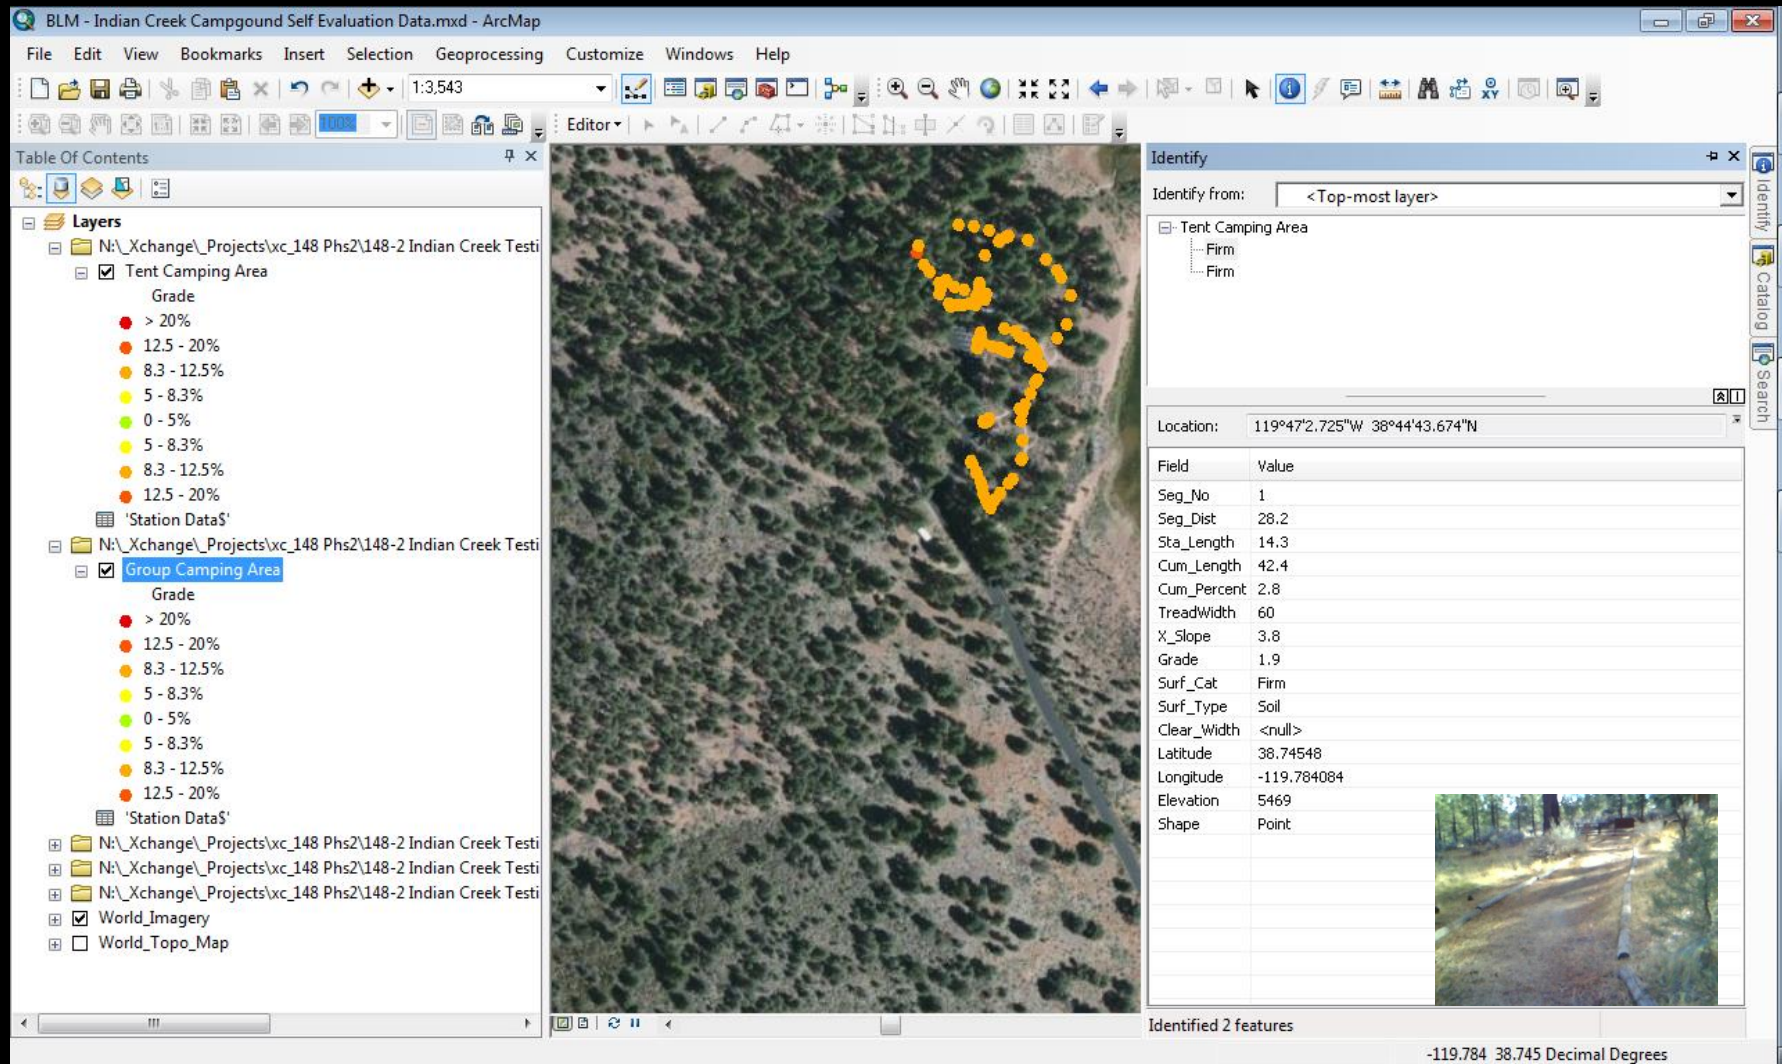 BLM - Indian Creek Campgound Self Evaluation Data.mxd - ArcMap
File Edit View Bookmarks Insert Selection Geoprocessing Customize Windows Help
1:3,543
XY
100% Editor
Table Of Contents
Layers
N:\_Xchange\_Projects\xc_148 Phs2\148-2 Indian Creek Testi
Tent Camping Area
Grade
> 20%
12.5 - 20%
8.3 - 12.5%
5 - 8.3%
0 - 5%
5 - 8.3%
8.3 - 12.5%
12.5 - 20%
'Station Data$'
N:\_Xchange\_Projects\xc_148 Phs2\148-2 Indian Creek Testi
Group Camping Area
Grade
> 20%
12.5 - 20%
8.3 - 12.5%
5 - 8.3%
0 - 5%
5 - 8.3%
8.3 - 12.5%
12.5 - 20%
'Station Data$'
N:\_Xchange\_Projects\xc_148 Phs2\148-2 Indian Creek Testi
N:\_Xchange\_Projects\xc_148 Phs2\148-2 Indian Creek Testi
N:\_Xchange\_Projects\xc_148 Phs2\148-2 Indian Creek Testi
World_Imagery
World_Topo_Map
Identify
Identify from: <Top-most layer>
Tent Camping Area
Firm
Firm
Location: 119°47'2.725"W 38°44'43.674"N
Field Value
Seg_No 1
Seg_Dist 28.2
Sta_Length 14.3
Cum_Length 42.4
Cum_Percent 2.8
TreadWidth 60
X_Slope 3.8
Grade 1.9
Surf_Cat Firm
Surf_Type Soil
Clear_Width <null>
Latitude 38.74548
Longitude -119.784084
Elevation 5469
Shape Point
Identified 2 features
Identify
Catalog
Search
-119.784 38.745 Decimal Degrees